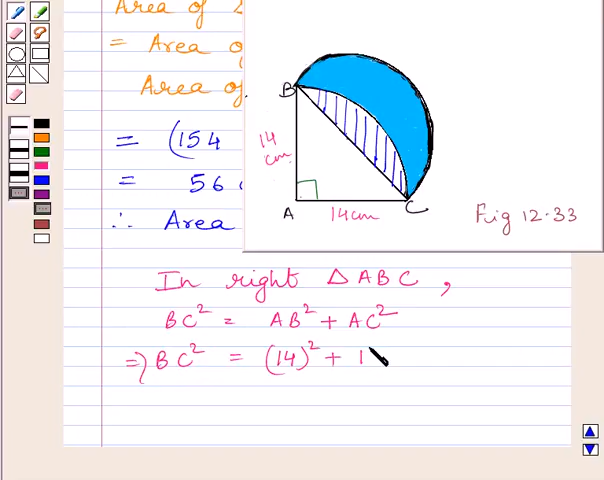 Area of
= Area of
Area of
= (154
= 56
∴ Area
B
14
cm.
A
14cm
C
Fig 12.33
In right △ABC,
BC² = AB² + AC²
⇒ BC² = (14)² + 1